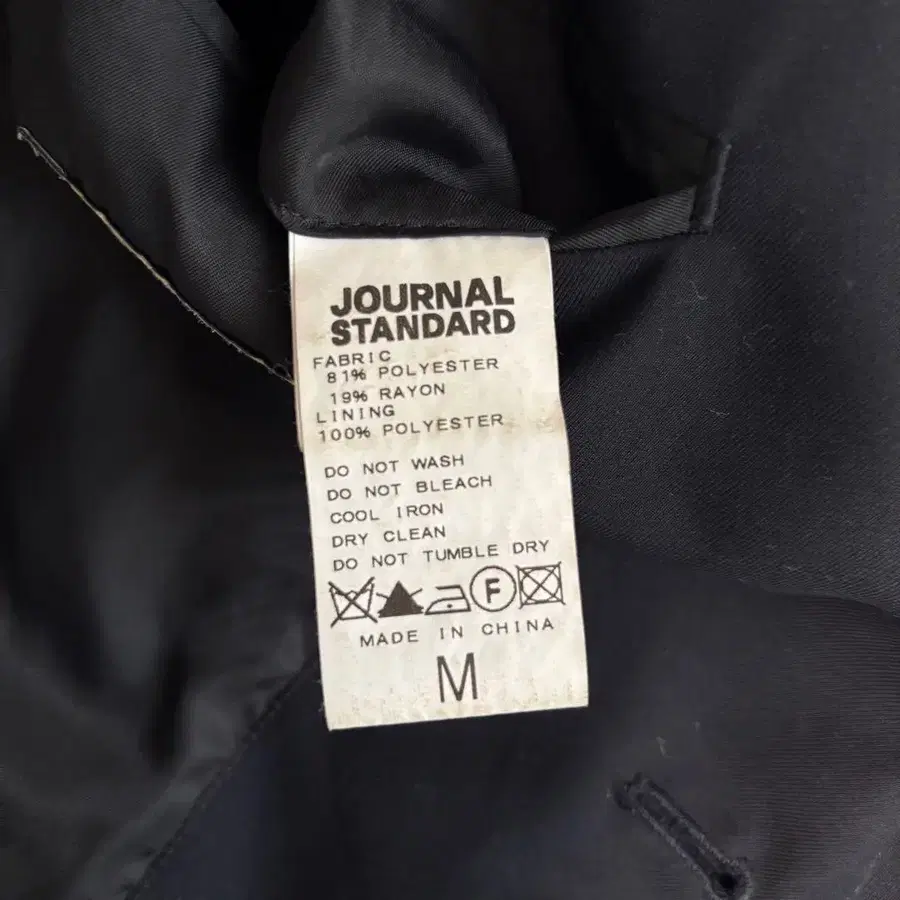 JOURNAL
STANDARD
FABRIC
81% POLYESTER
19% RAYON
LINING
100% POLYESTER
DO NOT WASH
DO NOT BLEACH
COOL IRON
DRY CLEAN
DO NOT TUMBLE DRY
F
MADE IN CHINA
M